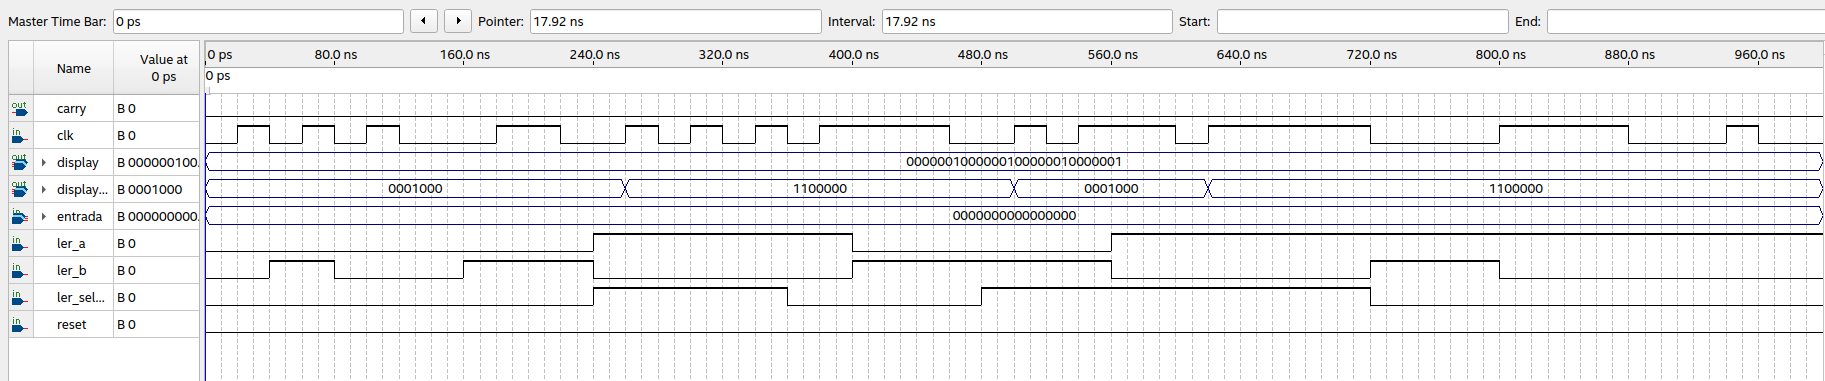 Master Time Bar: 0 ps Pointer: 17.92 ns Interval: 17.92 ns Start: End:
Name Value at 0 ps
0 ps 80.0 ns 160.0 ns 240.0 ns 320.0 ns 400.0 ns 480.0 ns 560.0 ns 640.0 ns 720.0 ns 800.0 ns 880.0 ns 960.0 ns
0 ps
out carry B 0
in clk B 0
out display B 000000100... 0000001000000100000010000001
out display... B 0001000 0001000 1100000 0001000 1100000
in entrada B 000000000... 0000000000000000
in ler_a B 0
in ler_b B 0
in ler_sel... B 0
in reset B 0